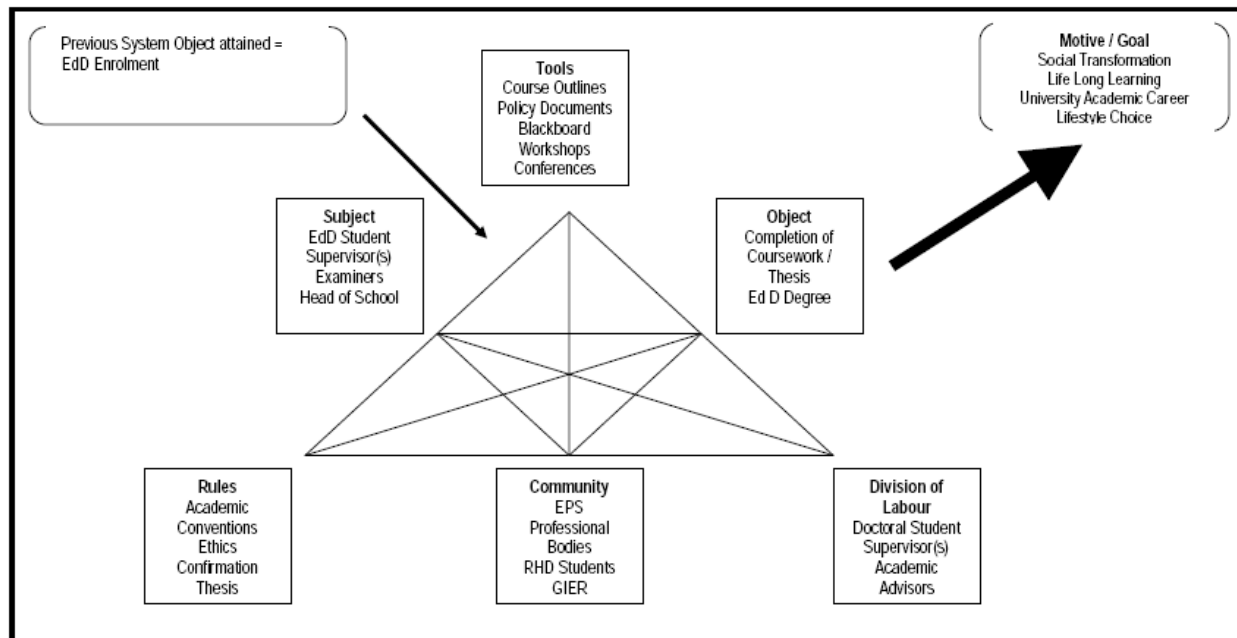 Previous System Object attained =
EdD Enrolment
Motive / Goal
Social Transformation
Life Long Learning
University Academic Career
Lifestyle Choice
Tools
Course Outlines
Policy Documents
Blackboard
Workshops
Conferences
Subject
EdD Student
Supervisor(s)
Examiners
Head of School
Object
Completion of
Coursework /
Thesis
Ed D Degree
Rules
Academic
Conventions
Ethics
Confirmation
Thesis
Community
EPS
Professional
Bodies
RHD Students
GIER
Division of
Labour
Doctoral Student
Supervisor(s)
Academic
Advisors